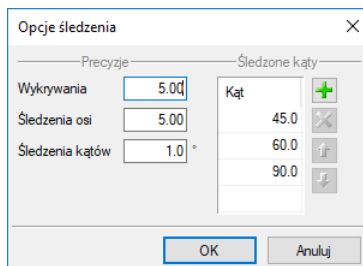 Opcje śledzenia
Precyzje
Wykrywania 5.00
Śledzenia osi 5.00
Śledzenia kątów 1.0 °
Śledzone kąty
Kąt
45.0
60.0
90.0
OK Anuluj